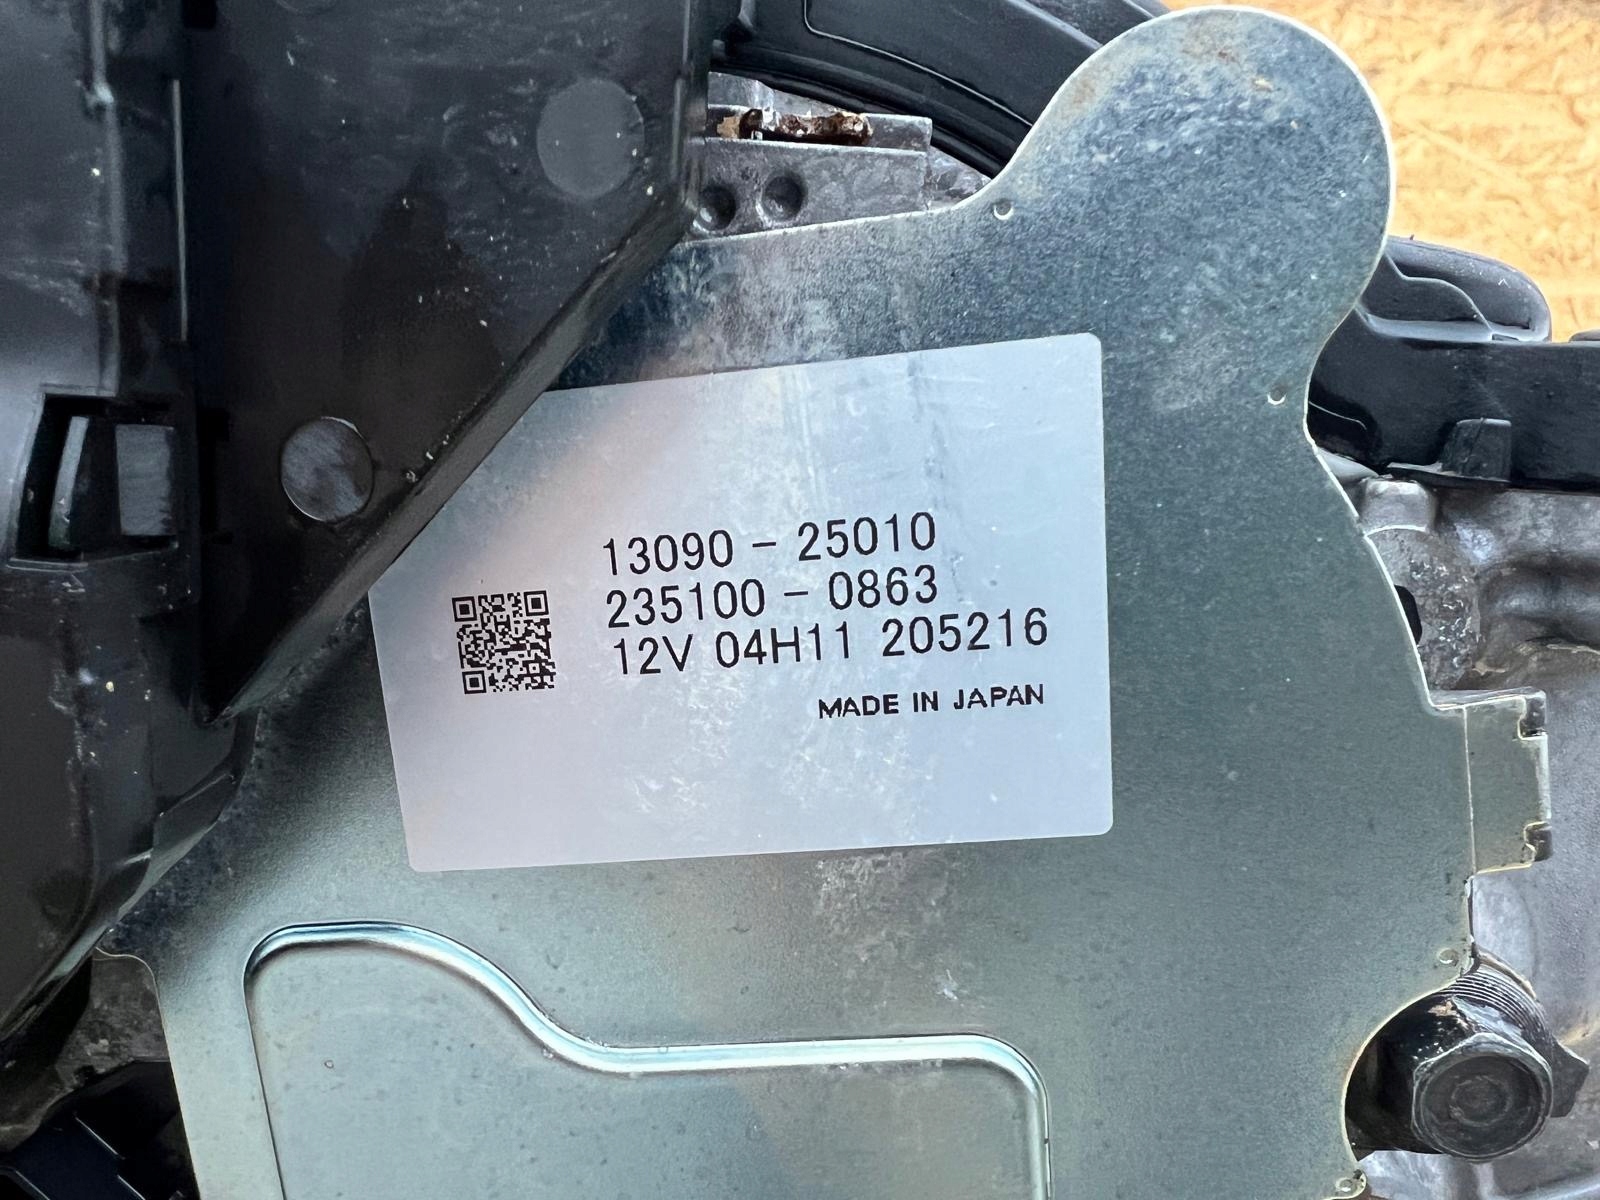 13090 - 25010
235100 - 0863
12V 04H11 205216
MADE IN JAPAN